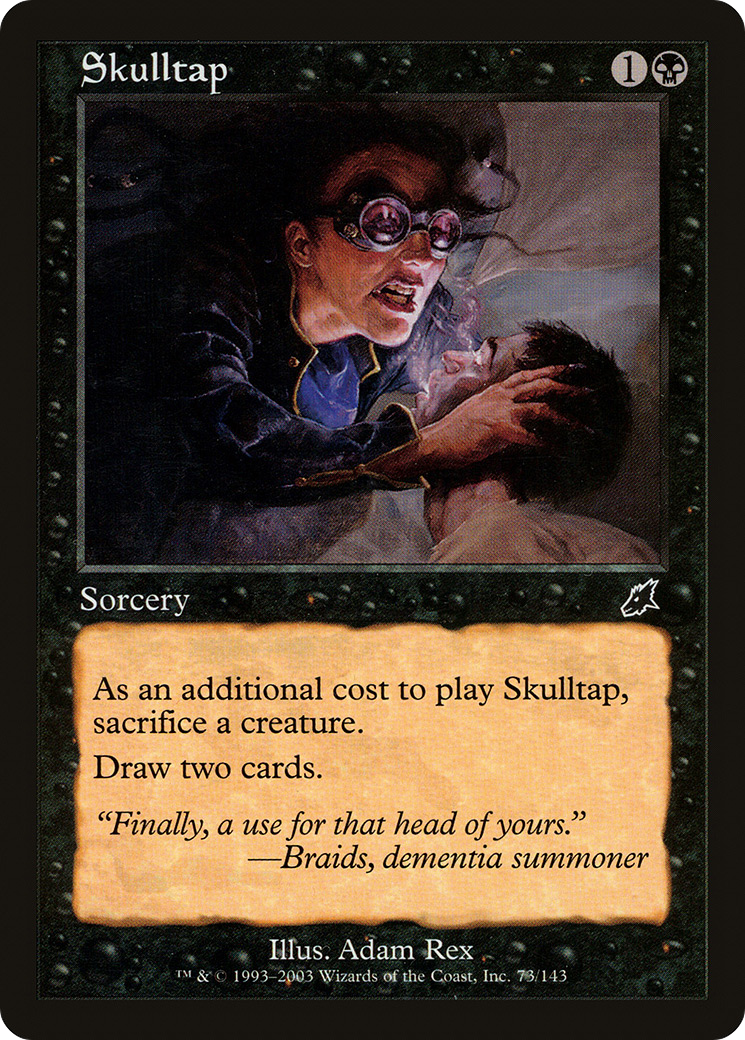 Skulltap
1
Sorcery
As an additional cost to play Skulltap,
sacrifice a creature.
Draw two cards.
“Finally, a use for that head of yours.”
—Braids, dementia summoner
Illus. Adam Rex
™ & © 1993–2003 Wizards of the Coast, Inc. 73/143